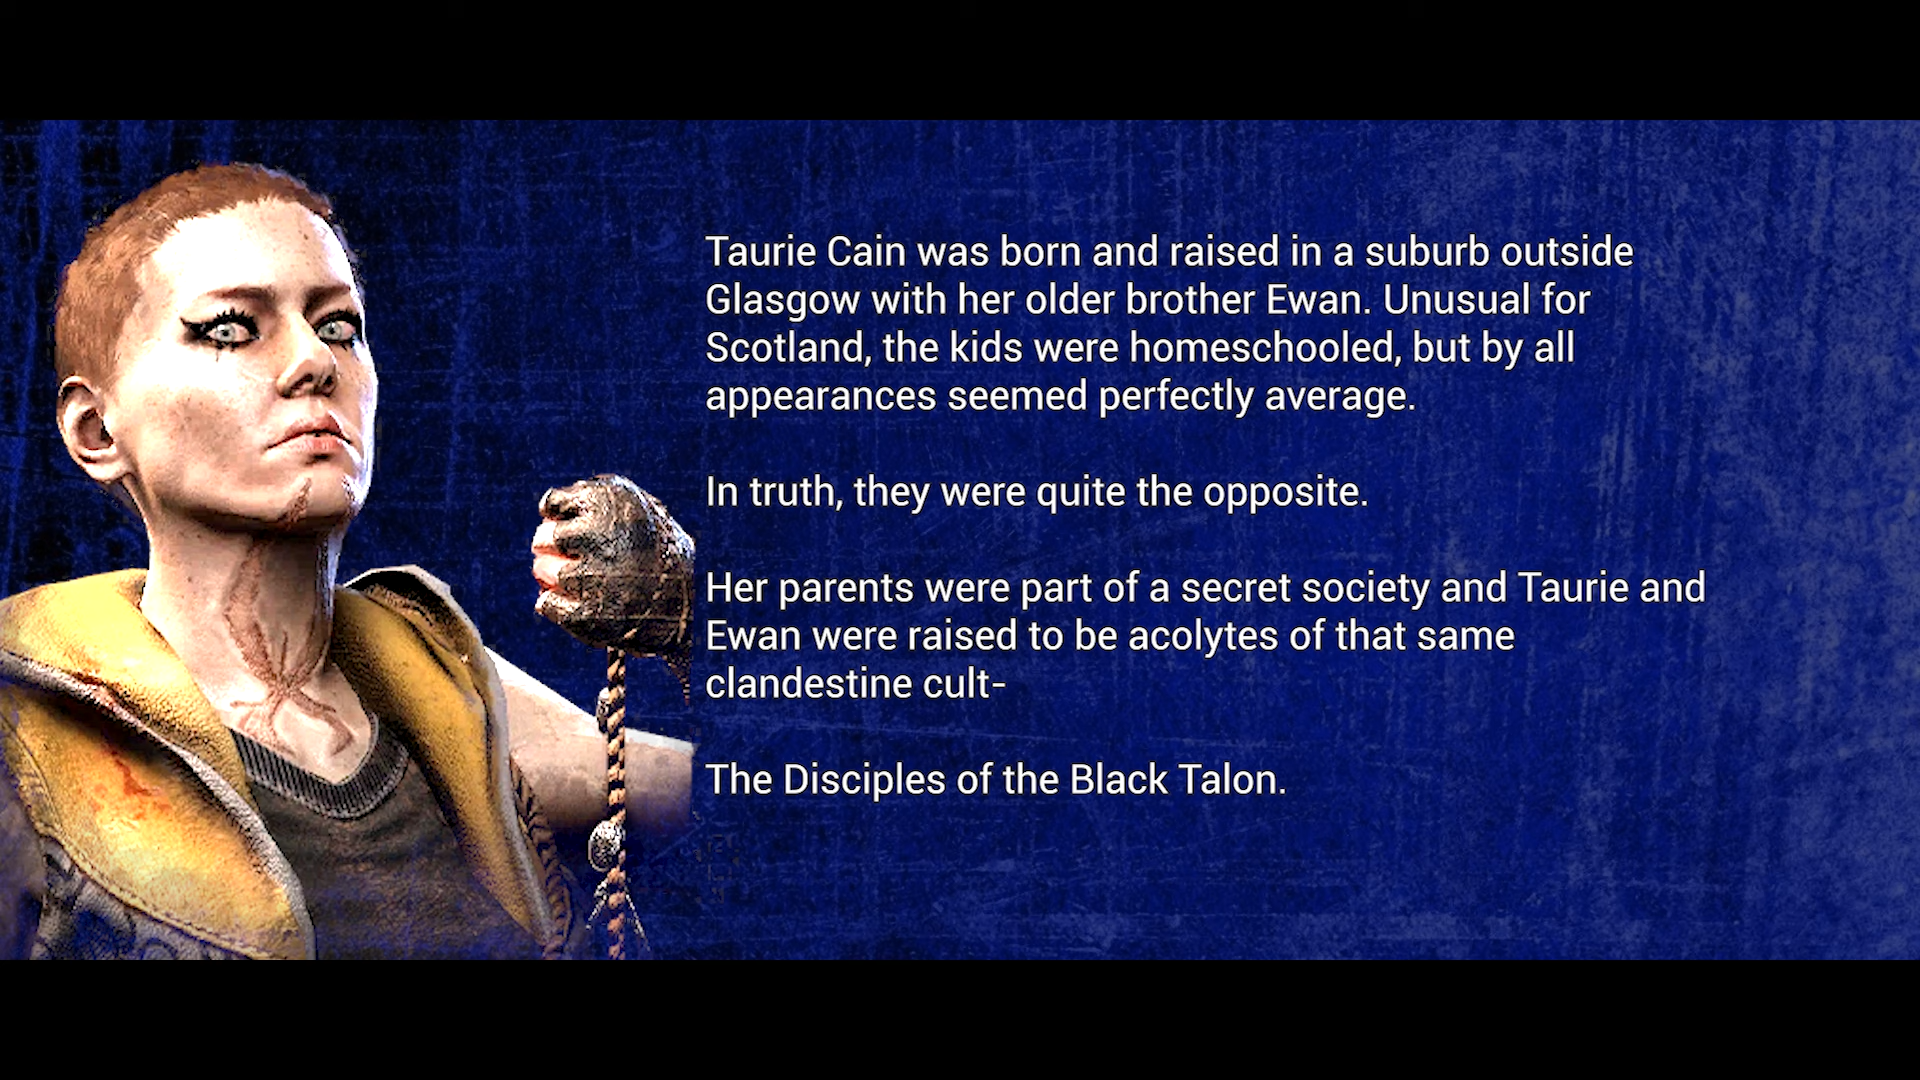 Taurie Cain was born and raised in a suburb outside
Glasgow with her older brother Ewan. Unusual for
Scotland, the kids were homeschooled, but by all
appearances seemed perfectly average.
In truth, they were quite the opposite.
Her parents were part of a secret society and Taurie and
Ewan were raised to be acolytes of that same
clandestine cult-
The Disciples of the Black Talon.